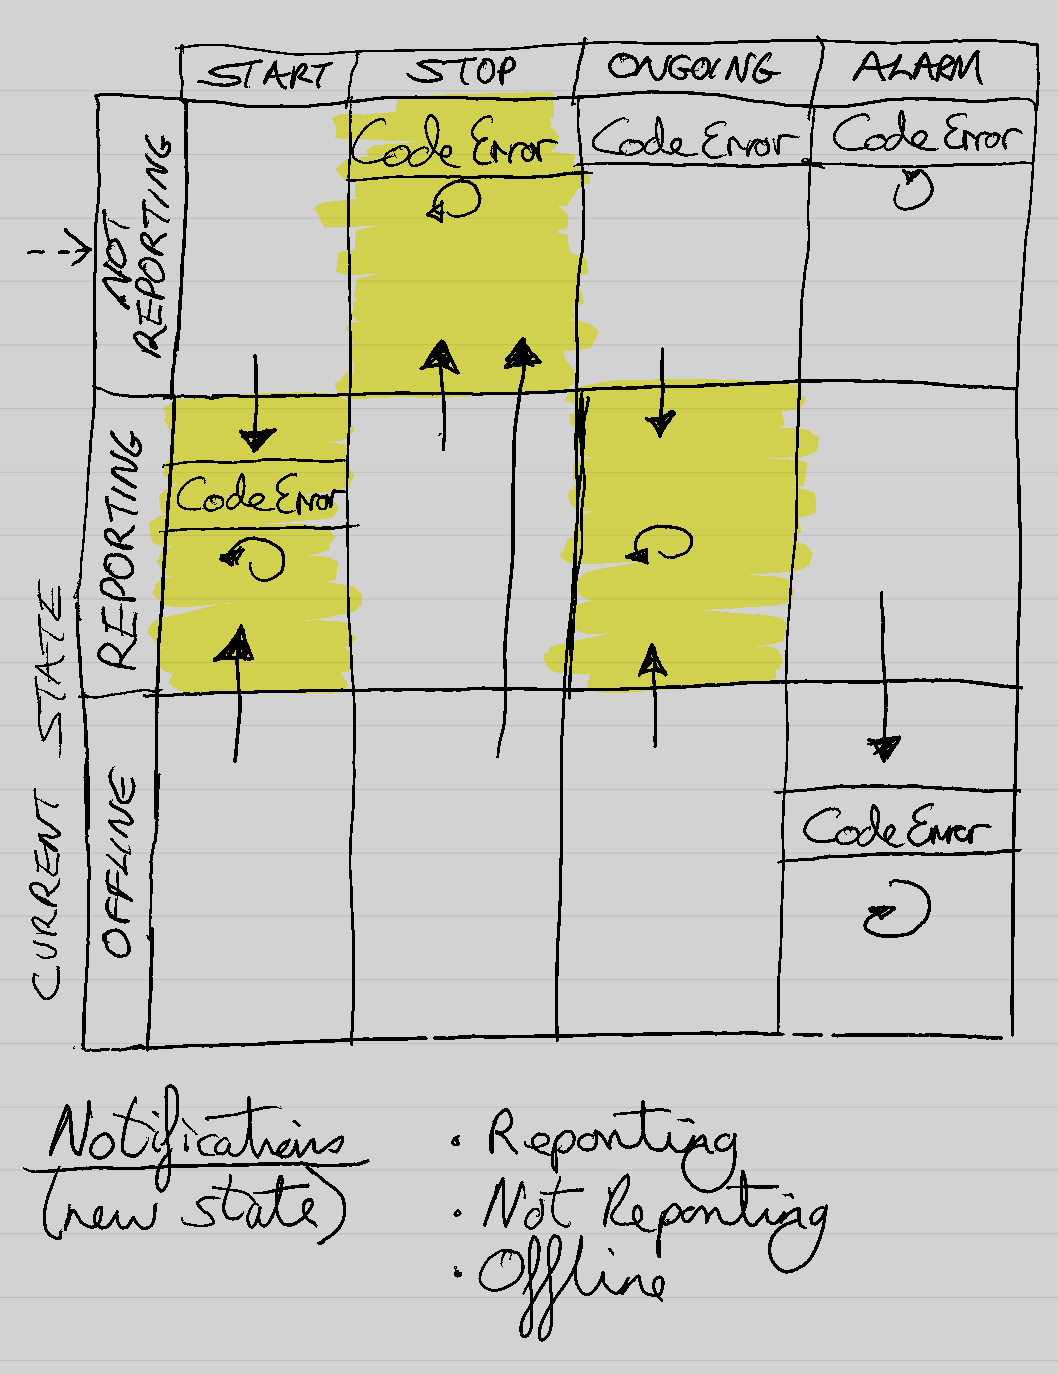 START STOP ONGOING ALARM
NOT
REPORTING
Code Error Code Error Code Error
REPORTING
Code Error
CURRENT STATE
OFFLINE
Code Error
Notifications
(new state)
• Reporting
• Not Reporting
• Offline